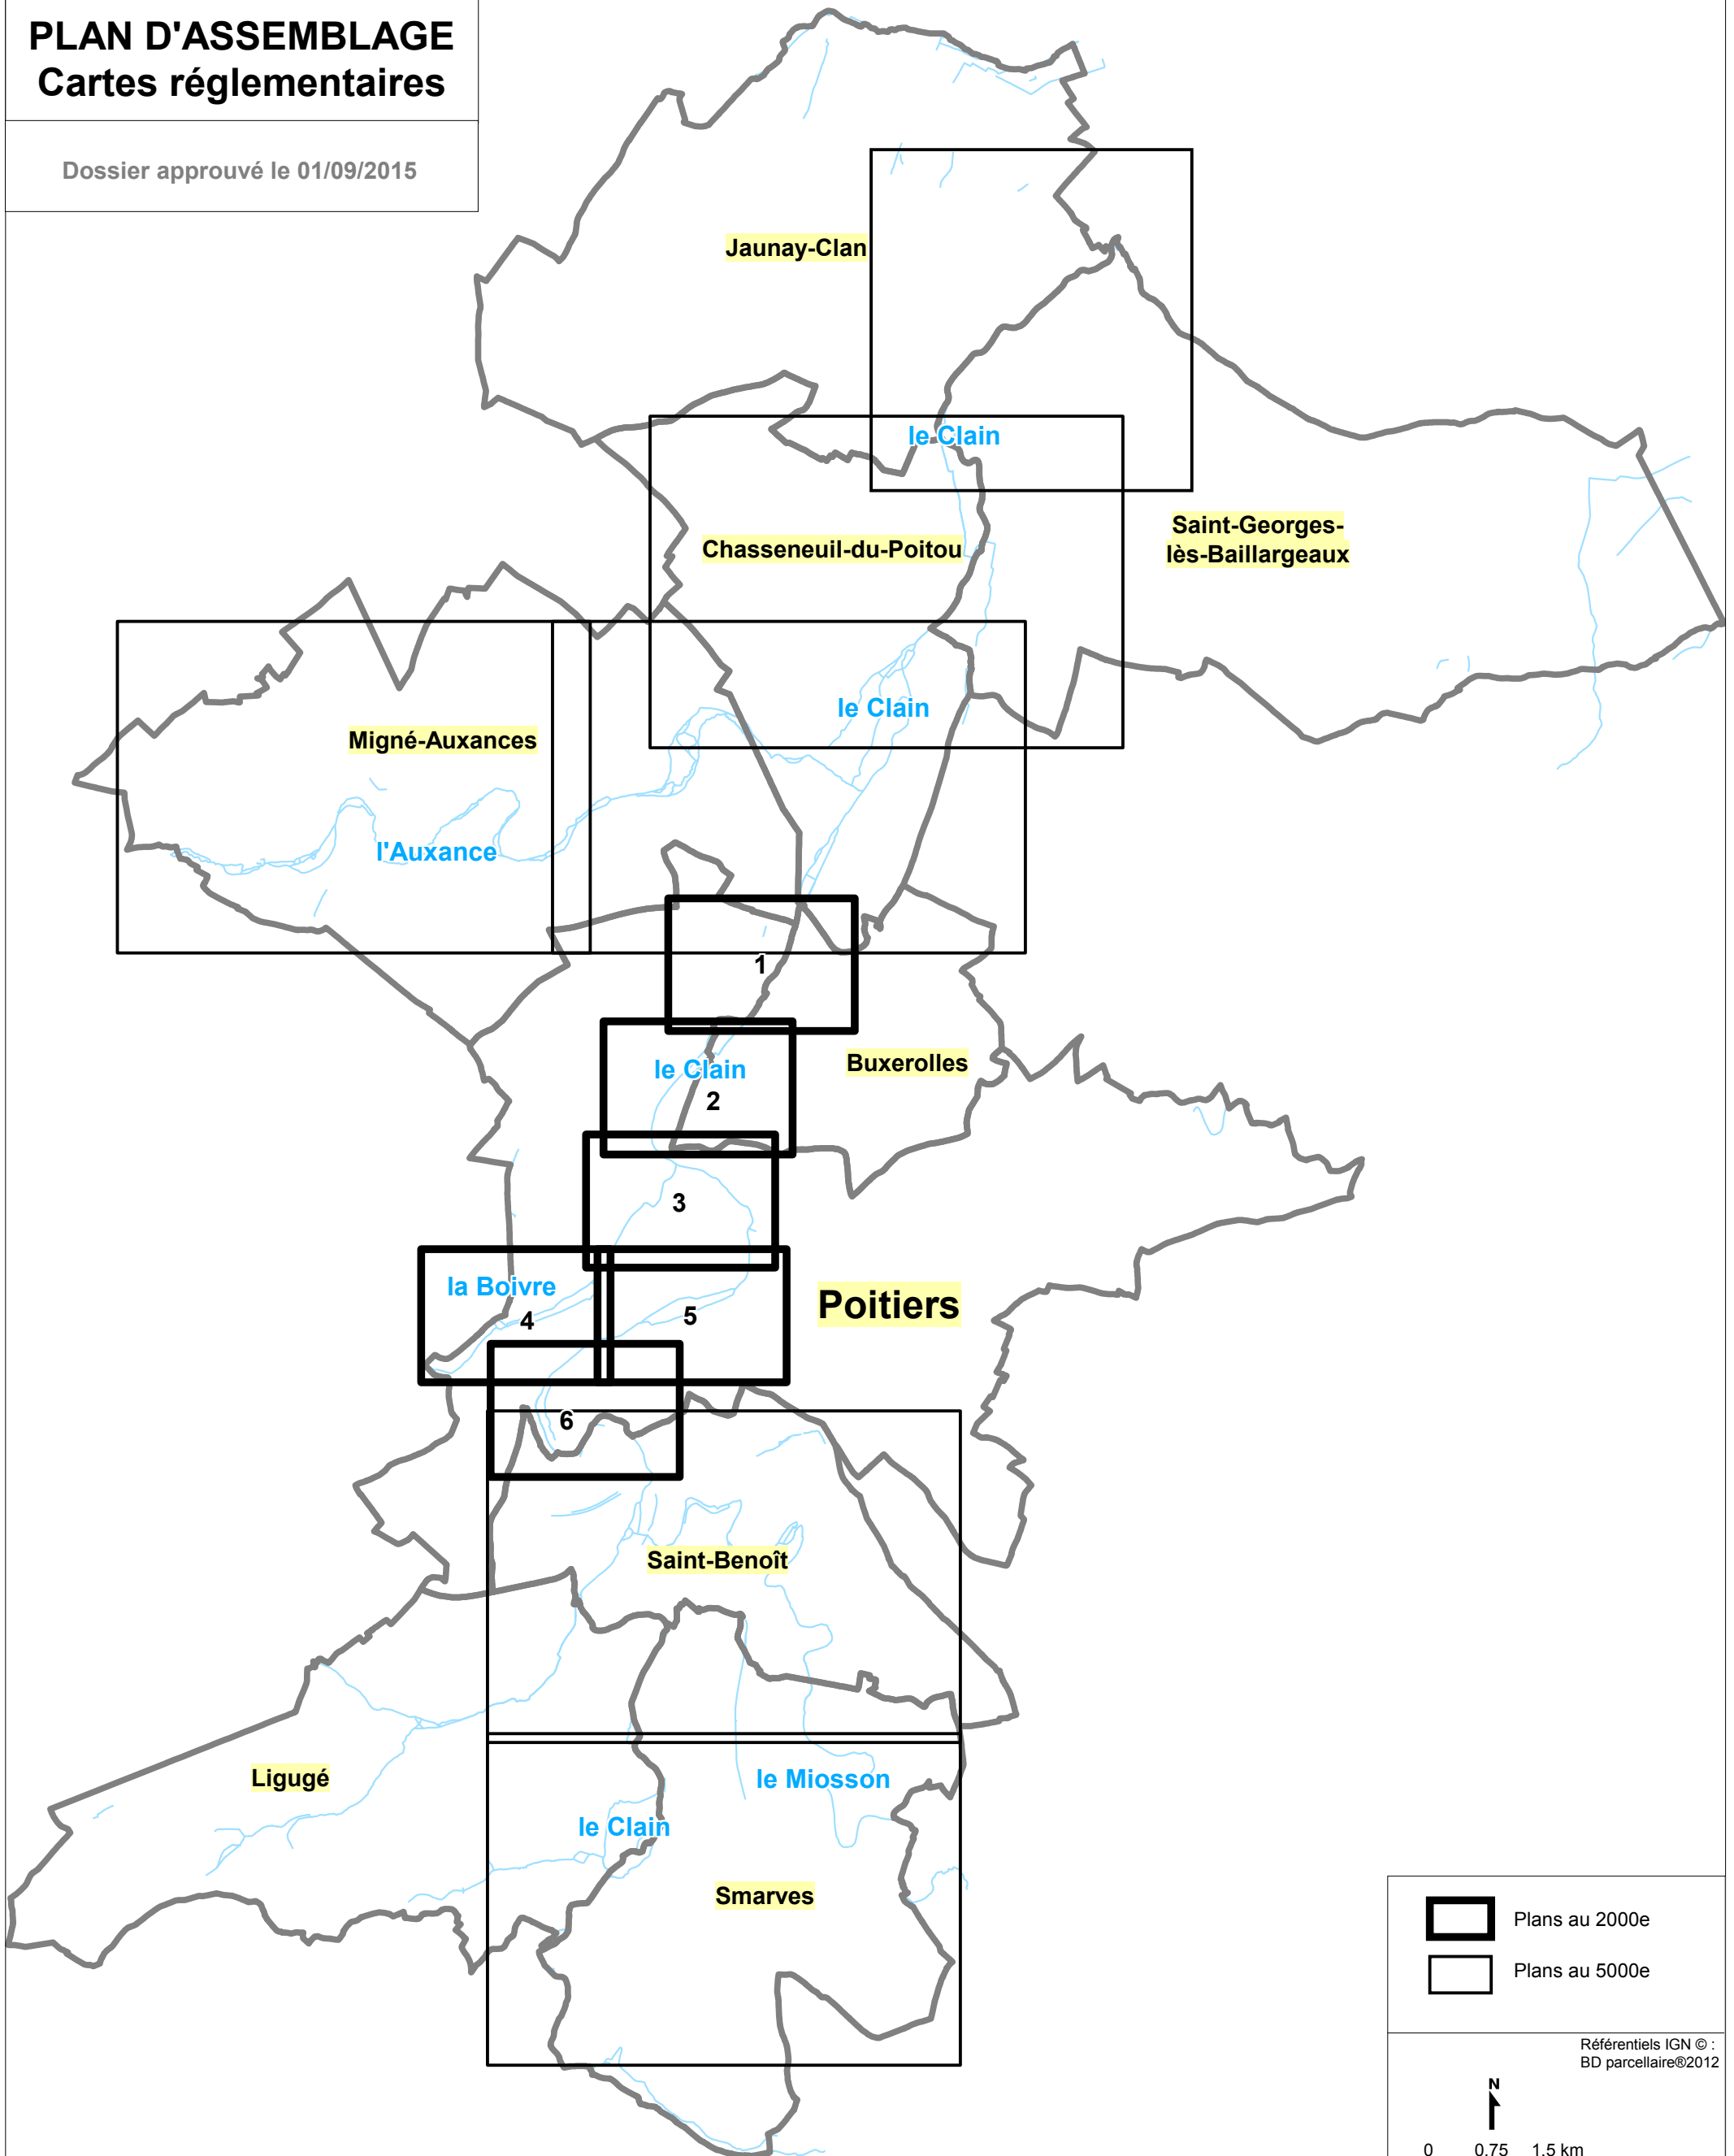 PLAN D'ASSEMBLAGE
Cartes réglementaires
Dossier approuvé le 01/09/2015
Jaunay-Clan
le Clain
Chasseneuil-du-Poitou
Saint-Georges-
lès-Baillargeaux
le Clain
Migné-Auxances
l'Auxance
1
le Clain
2
Buxerolles
3
la Boivre
4
5
Poitiers
6
Saint-Benoît
Ligugé
le Miosson
le Clain
Smarves
Plans au 2000e
Plans au 5000e
Référentiels IGN © :
BD parcellaire®2012
N
0 0,75 1,5 km